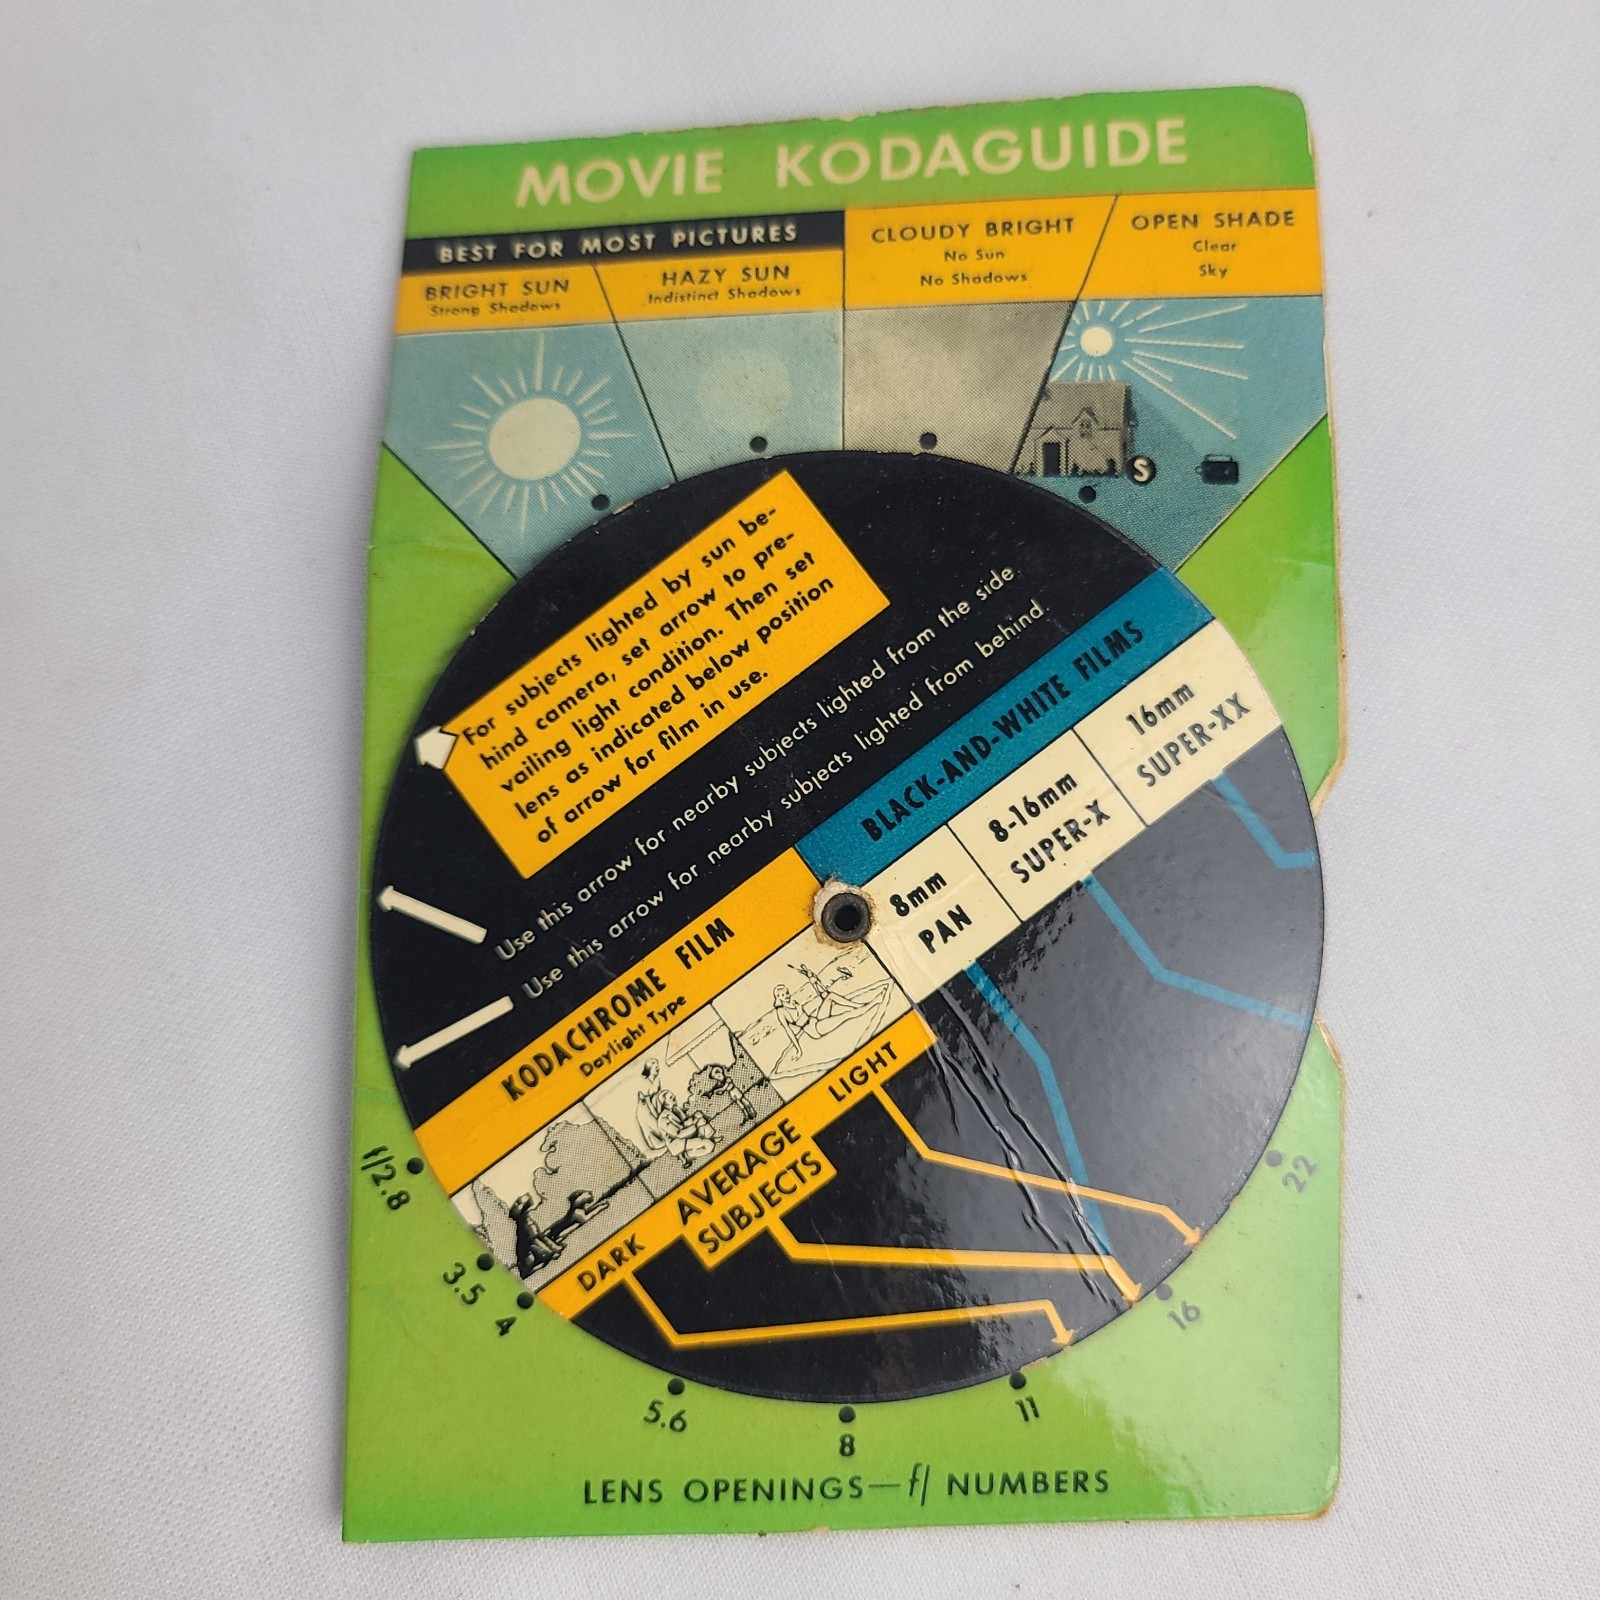 MOVIE KODAGUIDE
BEST FOR MOST PICTURES
BRIGHT SUN
Strong Shadows
HAZY SUN
Indistinct Shadows
CLOUDY BRIGHT
No Sun
No Shadows
OPEN SHADE
Clear
Sky
S
For subjects lighted by sun be-
hind camera, set arrow to pre-
vailing light condition. Then set
lens as indicated below position
of arrow for film in use.
Use this arrow for nearby subjects lighted from the side.
Use this arrow for nearby subjects lighted from behind.
BLACK-AND-WHITE FILMS
8mm
PAN
8-16mm
SUPER-X
16mm
SUPER-XX
KODACHROME FILM
Daylight Type
DARK
AVERAGE
SUBJECTS
LIGHT
f/2.8
3.5
4
5.6
8
11
16
22
LENS OPENINGS—f/ NUMBERS